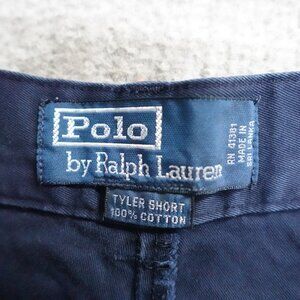 Polo
by Ralph Lauren
RN 41381
MADE IN
SRI LANKA
TYLER SHORT
100% COTTON